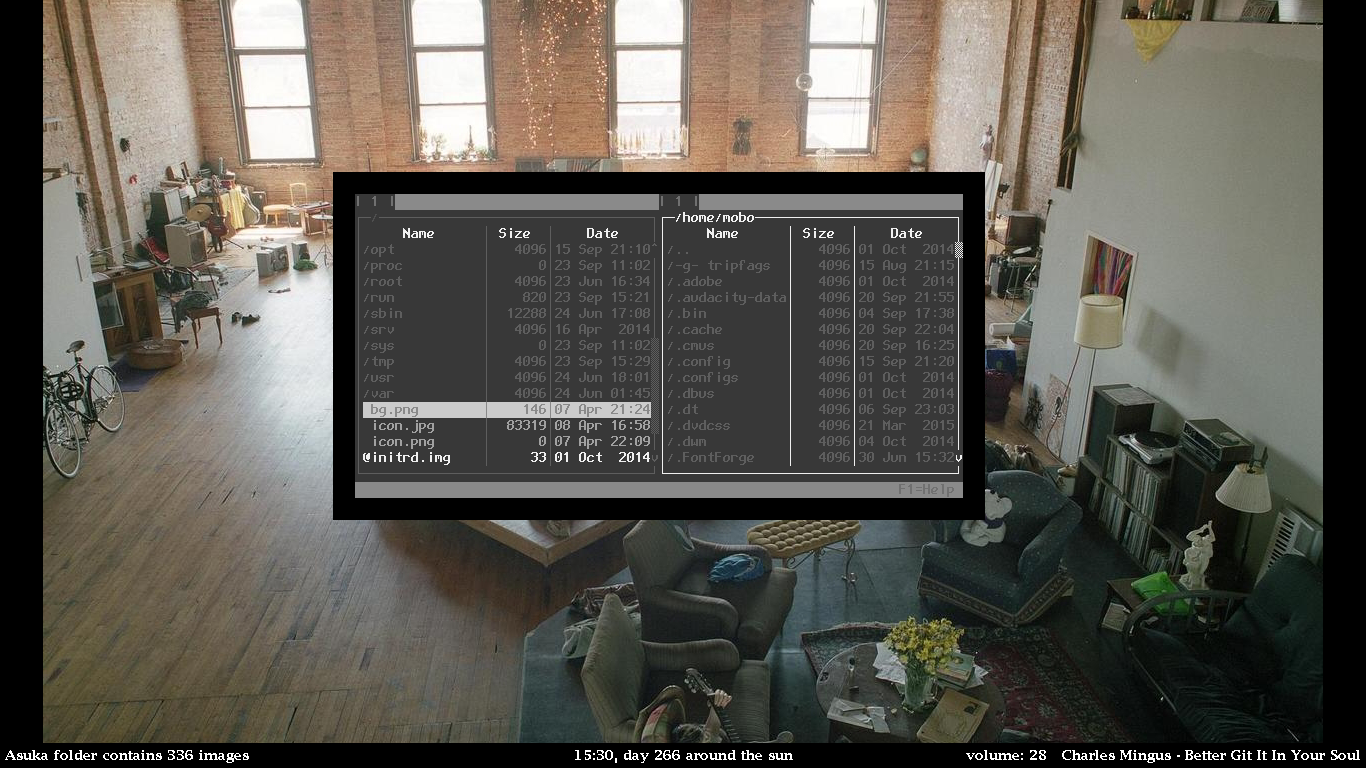 1 1
/ /home/mobo
Name Size Date Name Size Date
/opt 4096 15 Sep 21:10 /.. 4096 01 Oct 2014
/proc 0 23 Sep 11:02 /-g- tripfags 4096 15 Aug 21:15
/root 4096 23 Jun 16:34 /.adobe 4096 01 Oct 2014
/run 820 23 Sep 15:21 /.audacity-data 4096 20 Sep 21:55
/sbin 12288 24 Jun 17:08 /.bin 4096 04 Sep 17:38
/srv 4096 16 Apr 2014 /.cache 4096 20 Sep 22:04
/sys 0 23 Sep 11:02 /.cmus 4096 20 Sep 16:25
/tmp 4096 23 Sep 15:29 /.config 4096 15 Sep 21:20
/usr 4096 24 Jun 18:01 /.configs 4096 01 Oct 2014
/var 4096 24 Jun 01:45 /.dbus 4096 01 Oct 2014
bg.png 146 07 Apr 21:24 /.dt 4096 06 Sep 23:03
icon.jpg 83319 08 Apr 16:58 /.dvdcss 4096 21 Mar 2015
icon.png 0 07 Apr 22:09 /.dwm 4096 04 Oct 2014
@initrd.img 33 01 Oct 2014 /.FontForge 4096 30 Jun 15:32
F1=Help
Asuka folder contains 336 images 15:30, day 266 around the sun volume: 28 Charles Mingus - Better Git It In Your Soul